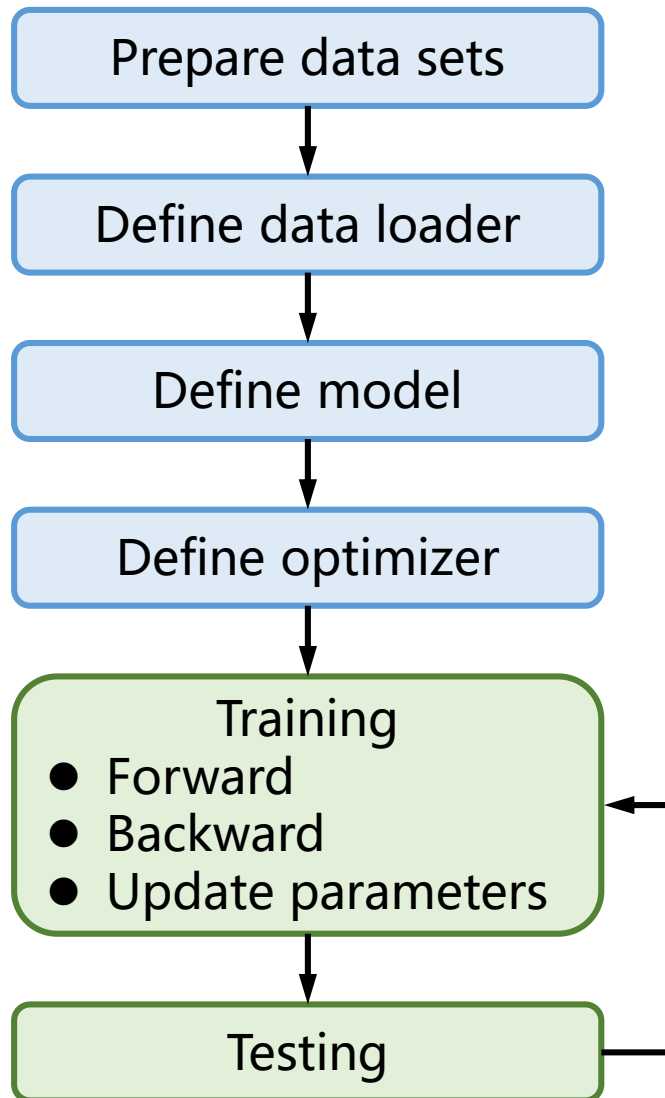 Prepare data sets
Define data loader
Define model
Define optimizer
Training
● Forward
● Backward
● Update parameters
Testing